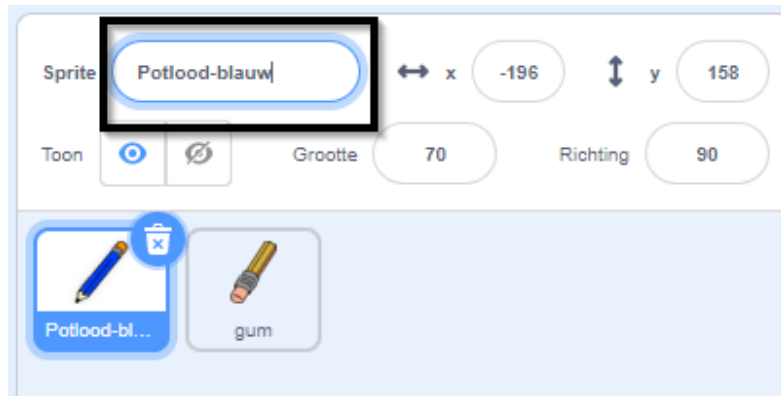 Sprite Potlood-blauw x -196 y 158
Toon Grootte 70 Richting 90
Potlood-bl... gum